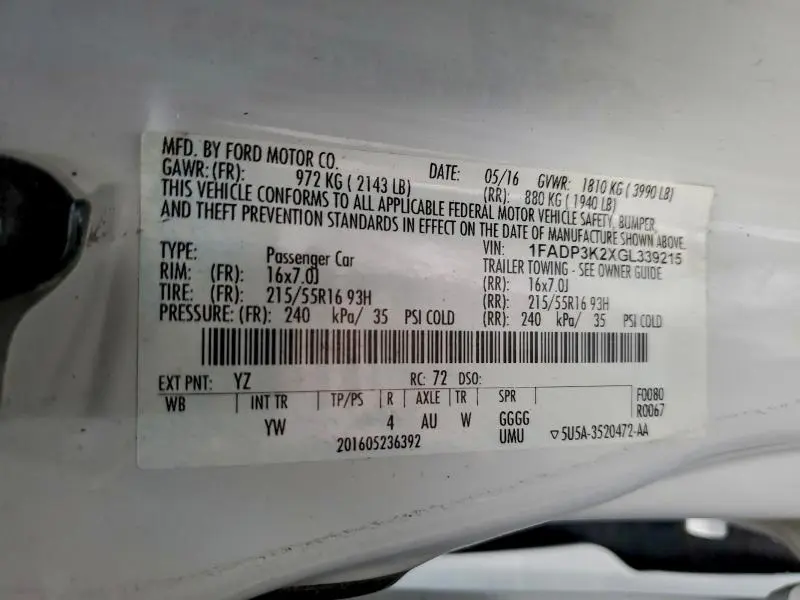 MFD. BY FORD MOTOR CO. DATE: 05/16 GVWR: 1810 KG ( 3990 LB)
GAWR: (FR): 972 KG ( 2143 LB) (RR): 880 KG ( 1940 LB)
THIS VEHICLE CONFORMS TO ALL APPLICABLE FEDERAL MOTOR VEHICLE SAFETY, BUMPER,
AND THEFT PREVENTION STANDARDS IN EFFECT ON THE DATE OF MANUFACTURE SHOWN ABOVE.
VIN: 1FADP3K2XGL339215
TYPE: Passenger Car TRAILER TOWING - SEE OWNER GUIDE
RIM: (FR): 16x7.0J (RR): 16x7.0J
TIRE: (FR): 215/55R16 93H (RR): 215/55R16 93H
PRESSURE: (FR): 240 kPa/ 35 PSI COLD (RR): 240 kPa/ 35 PSI COLD
EXT PNT: YZ RC: 72 DSO: F0080
WB | INT TR | TP/PS | R | AXLE | TR | SPR R0067
YW 4 AU W GGGG
201605236392 UMU ▽5U5A-3520472-AA